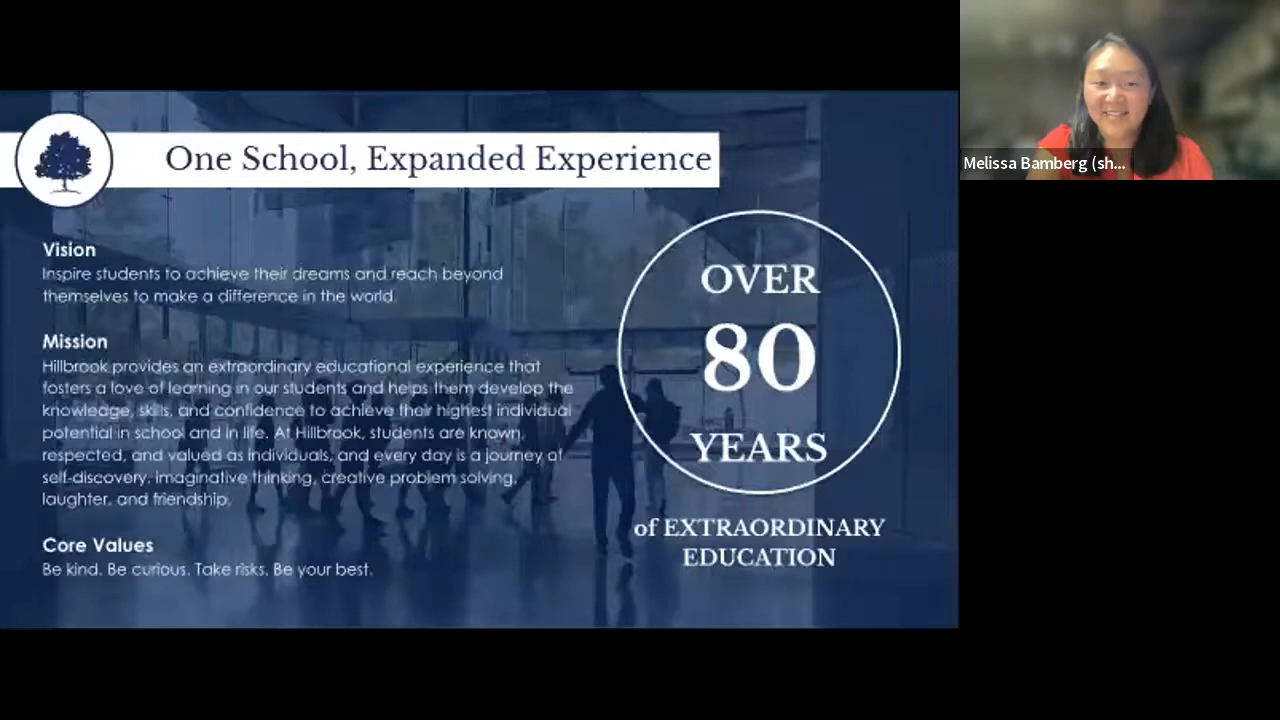 One School, Expanded Experience
Vision
Inspire students to achieve their dreams and reach beyond
themselves to make a difference in the world.
Mission
Hillbrook provides an extraordinary educational experience that
fosters a love of learning in our students and helps them develop the
knowledge, skills, and confidence to achieve their highest individual
potential in school and in life. At Hillbrook, students are known,
respected, and valued as individuals, and every day is a journey of
self-discovery, imaginative thinking, creative problem solving,
laughter, and friendship.
Core Values
Be kind. Be curious. Take risks. Be your best.
OVER
80
YEARS
of EXTRAORDINARY
EDUCATION
Melissa Bamberg (sh...